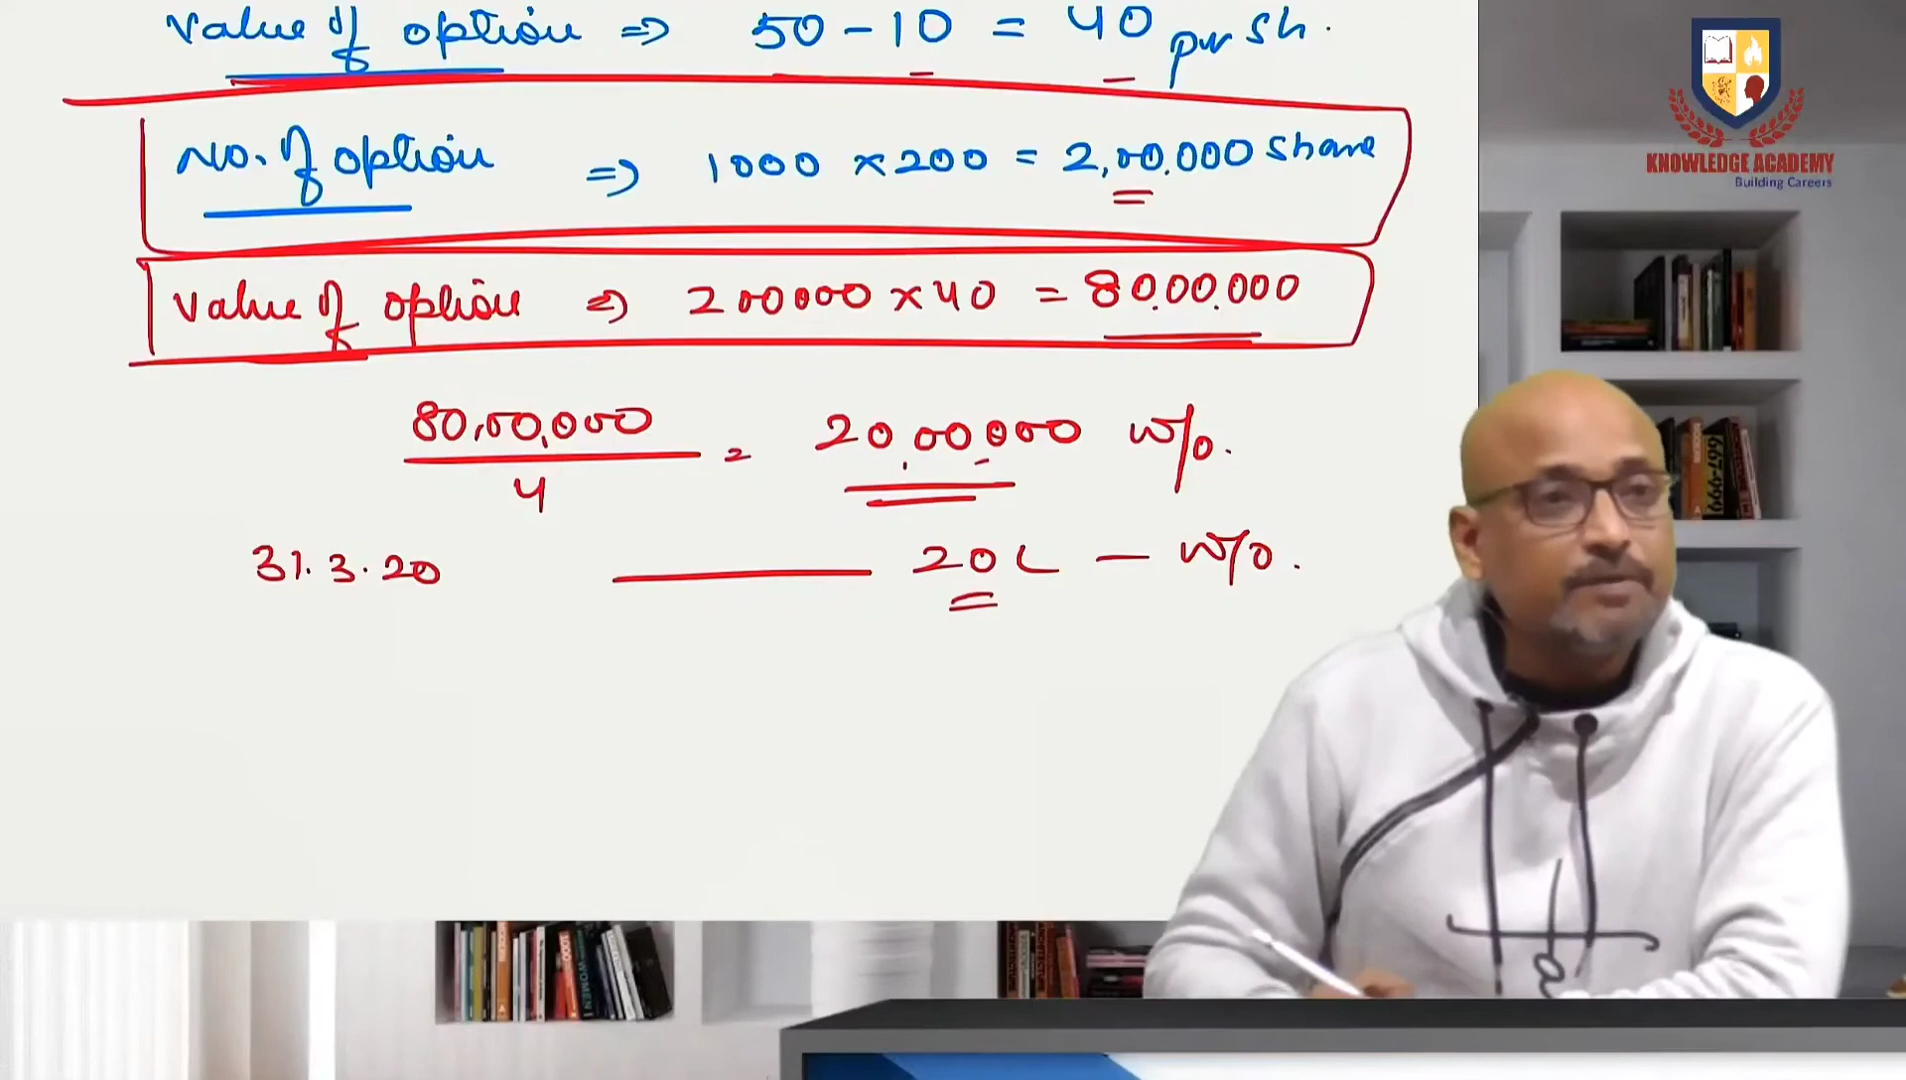 Value of option ⇒ 50 - 10 = 40 per sh.
No. of option ⇒ 1000 × 200 = 2,00,000 share
Value of option ⇒ 200000 × 40 = 80,00,000
80,00,000
4
= 20,00,000 w/o.
31.3.20 — 20L — w/o.
KNOWLEDGE ACADEMY
Building Careers